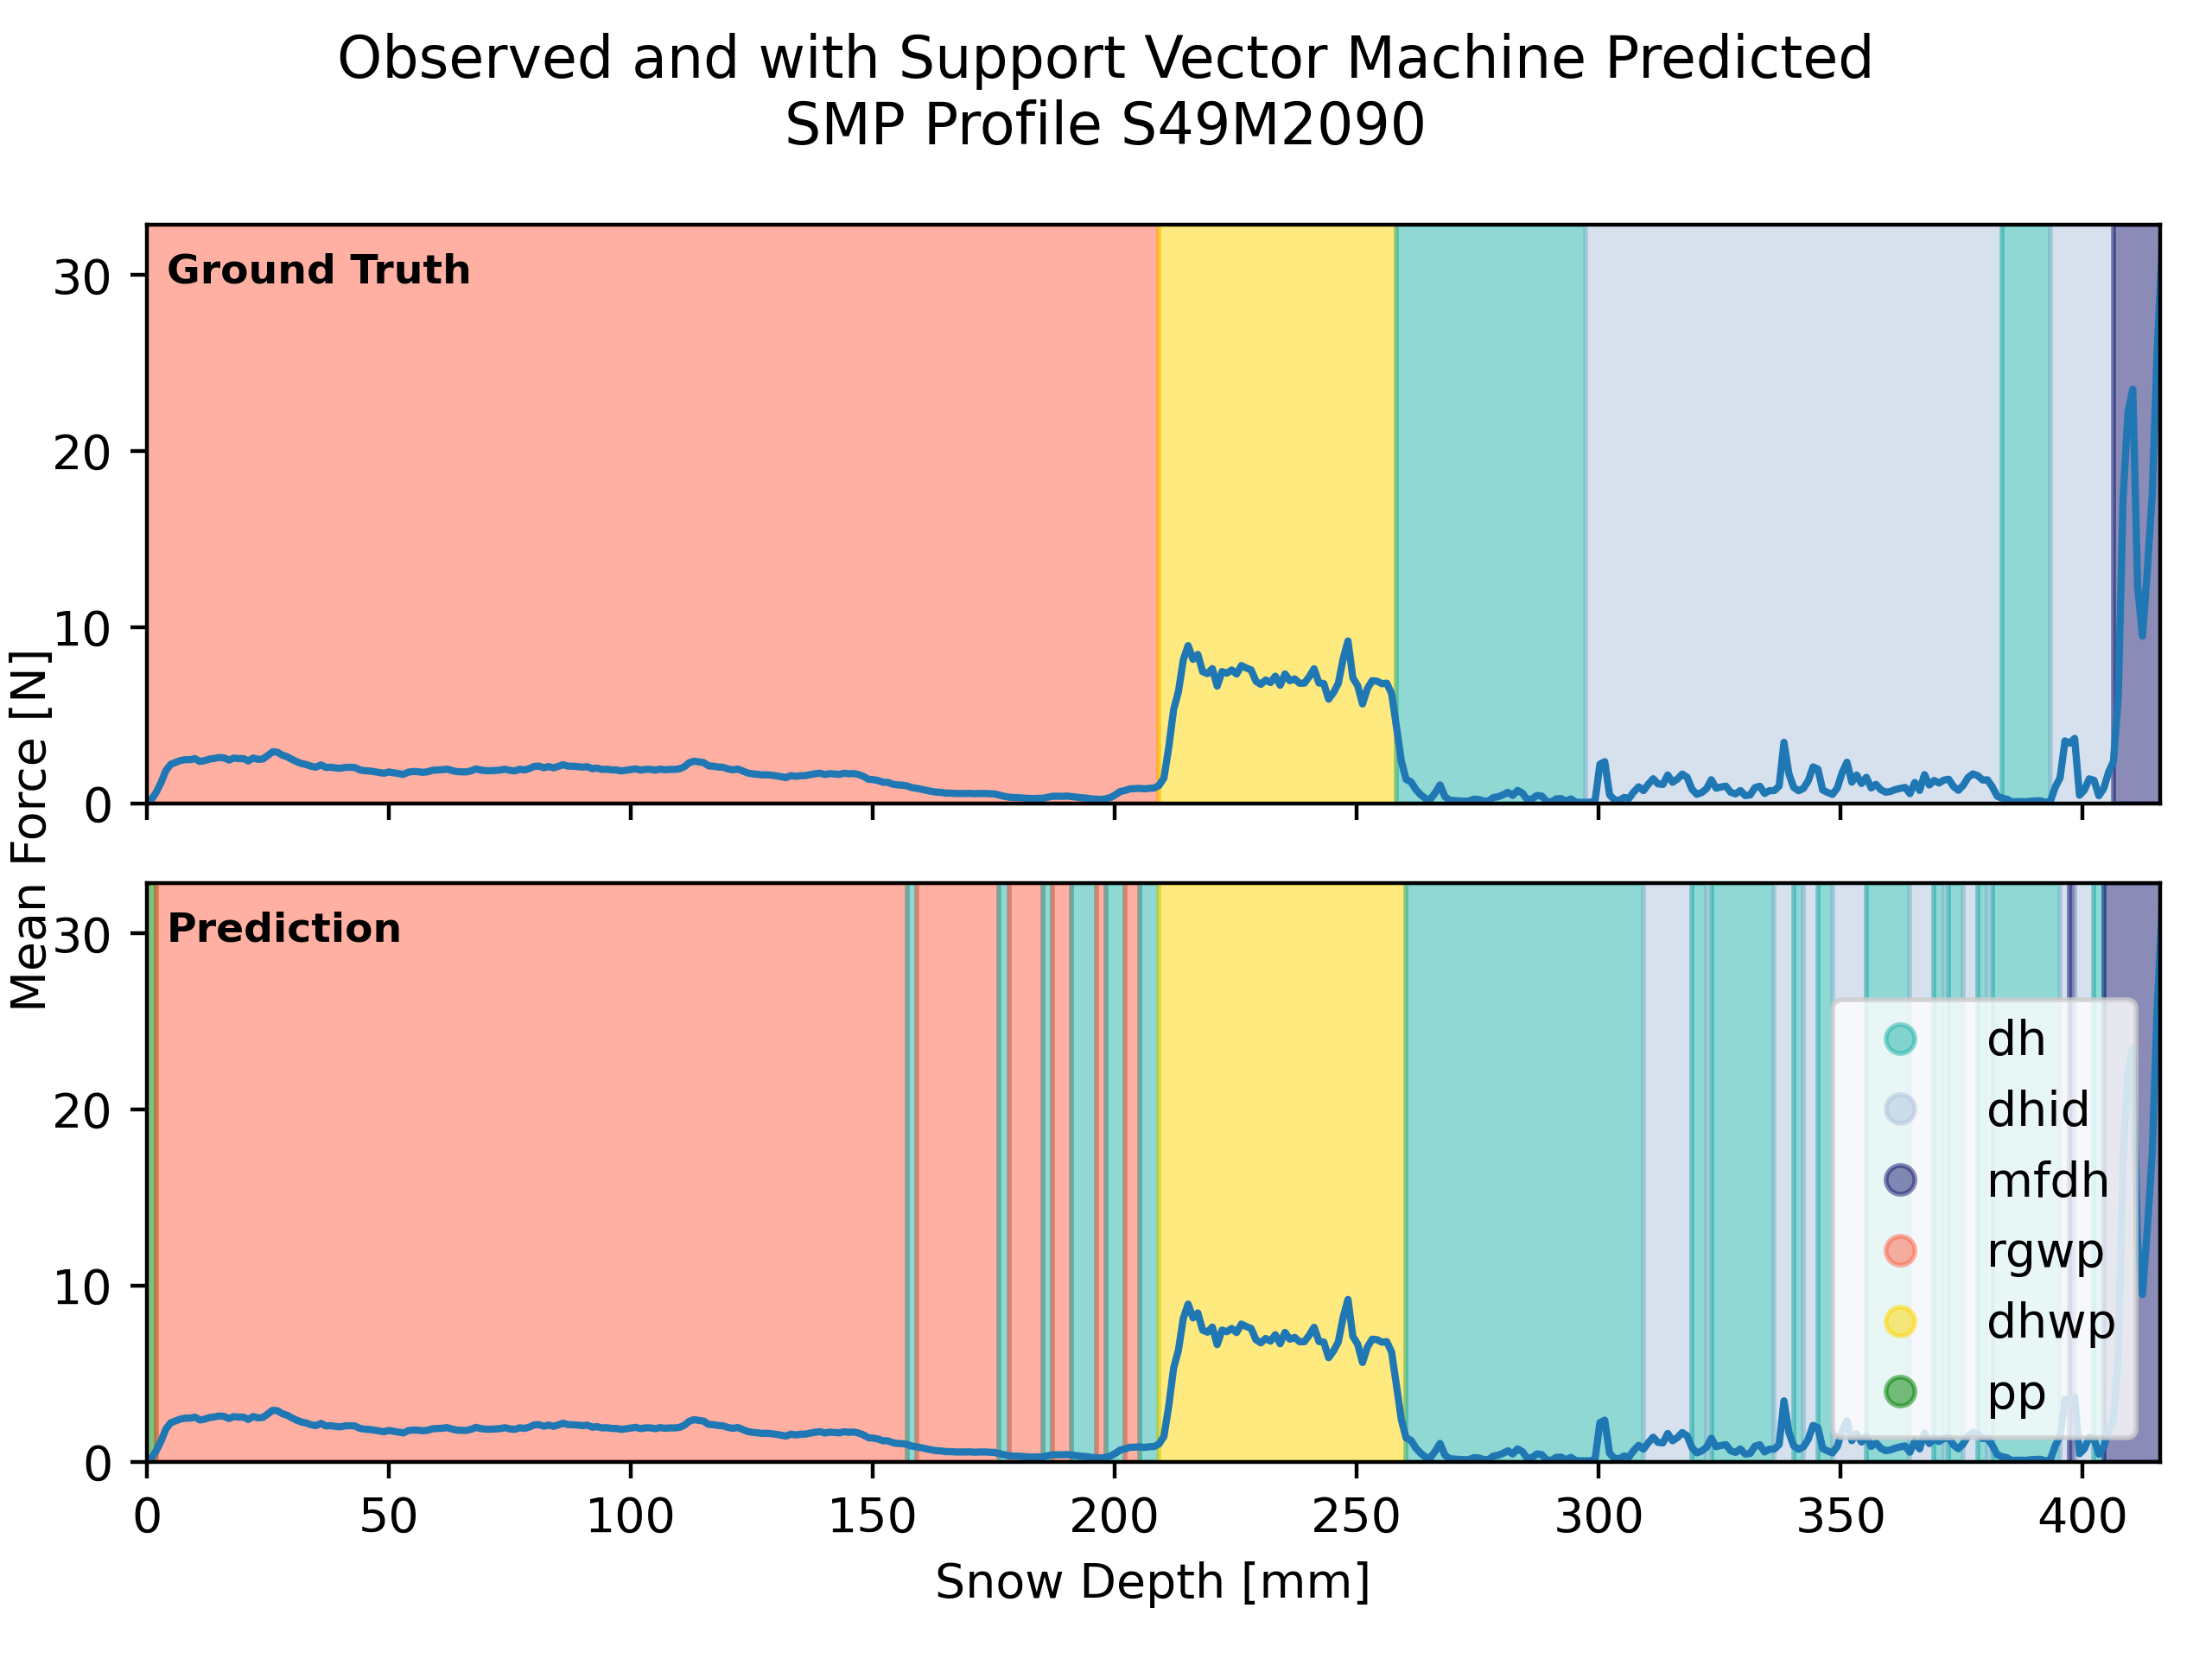 Observed and with Support Vector Machine Predicted
SMP Profile S49M2090
Mean Force [N]
30
20
10
0
Ground Truth
30
20
10
0
Prediction
dh
dhid
mfdh
rgwp
dhwp
pp
0 50 100 150 200 250 300 350 400
Snow Depth [mm]